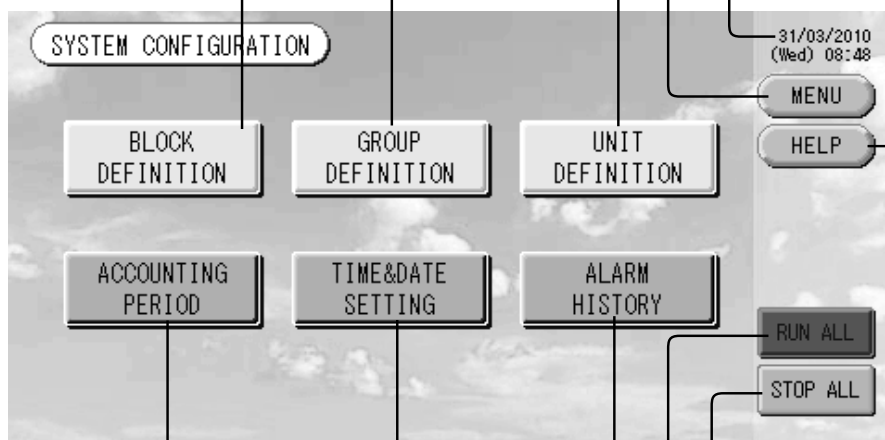 SYSTEM CONFIGURATION
31/03/2010
(Wed) 08:48
MENU
HELP
BLOCK
DEFINITION
GROUP
DEFINITION
UNIT
DEFINITION
ACCOUNTING
PERIOD
TIME&DATE
SETTING
ALARM
HISTORY
RUN ALL
STOP ALL